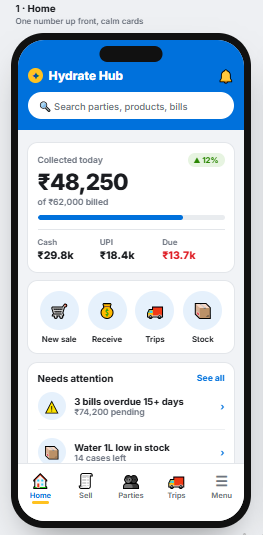 1 · Home
One number up front, calm cards
Hydrate Hub
Search parties, products, bills
Collected today
▲ 12%
₹48,250
of ₹62,000 billed
Cash UPI Due
₹29.8k ₹18.4k ₹13.7k
New sale Receive Trips Stock
Needs attention See all
3 bills overdue 15+ days
₹74,200 pending
Water 1L low in stock
14 cases left
Home Sell Parties Trips Menu